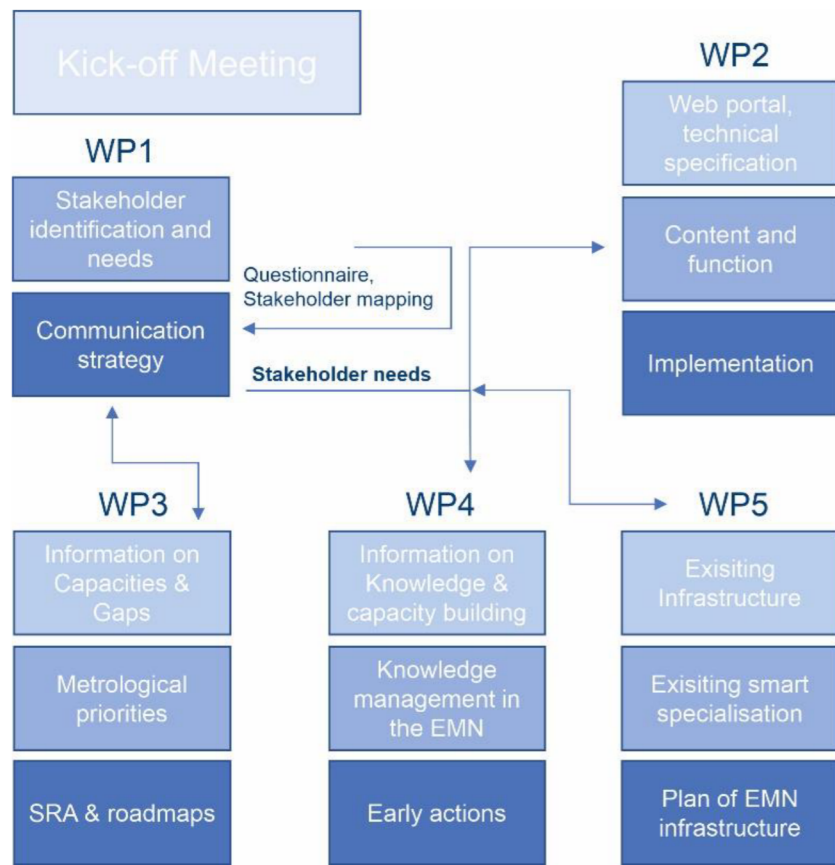 Kick-off Meeting
WP1
Stakeholder
identification and
needs
Communication
strategy
Questionnaire,
Stakeholder mapping
Stakeholder needs
WP2
Web portal,
technical
specification
Content and
function
Implementation
WP3
Information on
Capacities &
Gaps
Metrological
priorities
SRA & roadmaps
WP4
Information on
Knowledge &
capacity building
Knowledge
management in
the EMN
Early actions
WP5
Exisiting
Infrastructure
Exisiting smart
specialisation
Plan of EMN
infrastructure